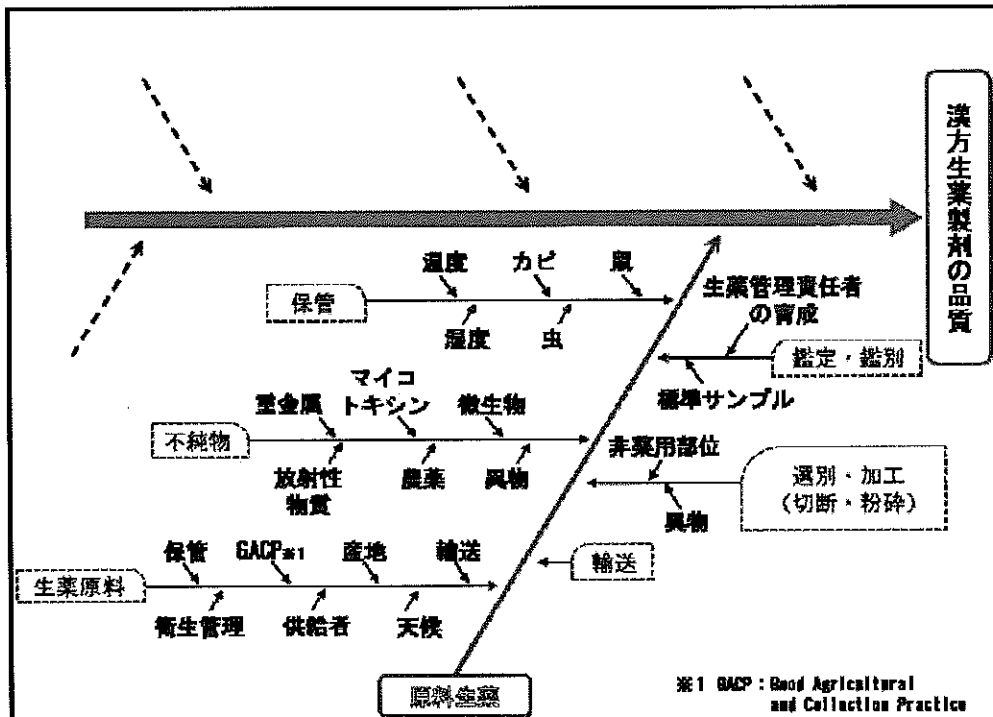 漢方生薬製剤の品質
温度
カビ
鼠
保管
湿度
虫
生薬管理責任者
の育成
鑑定・鑑別
標準サンプル
マイコ
トキシン
重金属
微生物
不純物
放射性
物質
農薬
異物
非薬用部位
選別・加工
(切断・粉砕)
異物
輸送
保管
GACP※1
産地
輸送
生薬原料
衛生管理
供給者
天候
原料生薬
※1 GACP：Good Agricultural
and Collection Practice